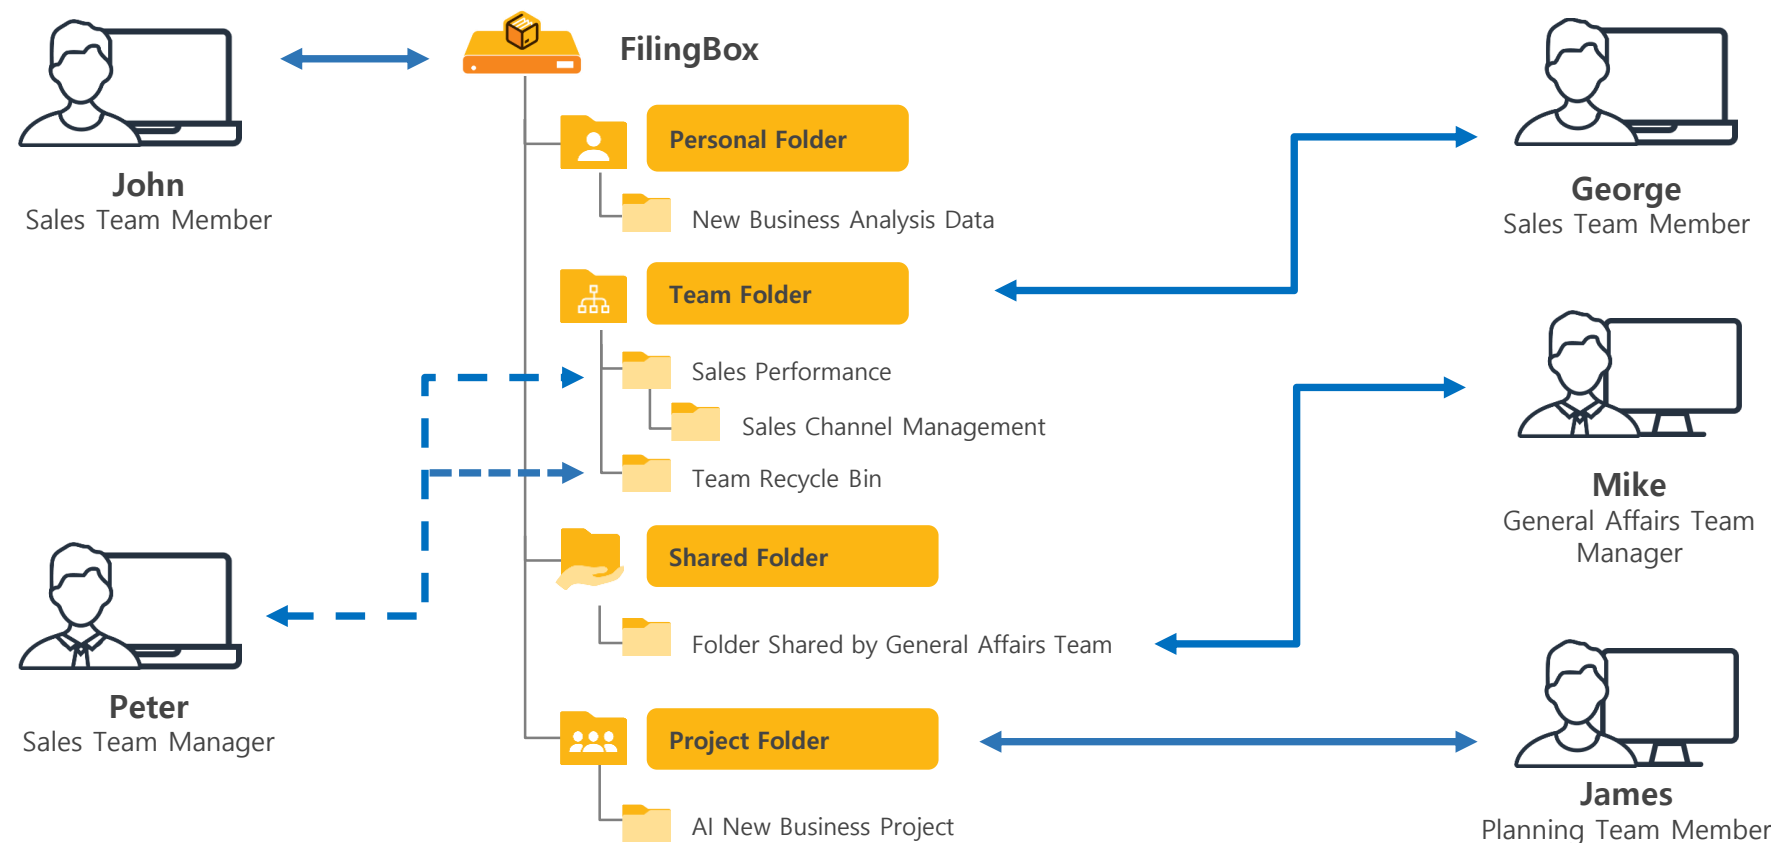 FilingBox
John
Sales Team Member
Personal Folder
New Business Analysis Data
George
Sales Team Member
Team Folder
Sales Performance
Sales Channel Management
Team Recycle Bin
Mike
General Affairs Team
Manager
Shared Folder
Folder Shared by General Affairs Team
Peter
Sales Team Manager
Project Folder
AI New Business Project
James
Planning Team Member